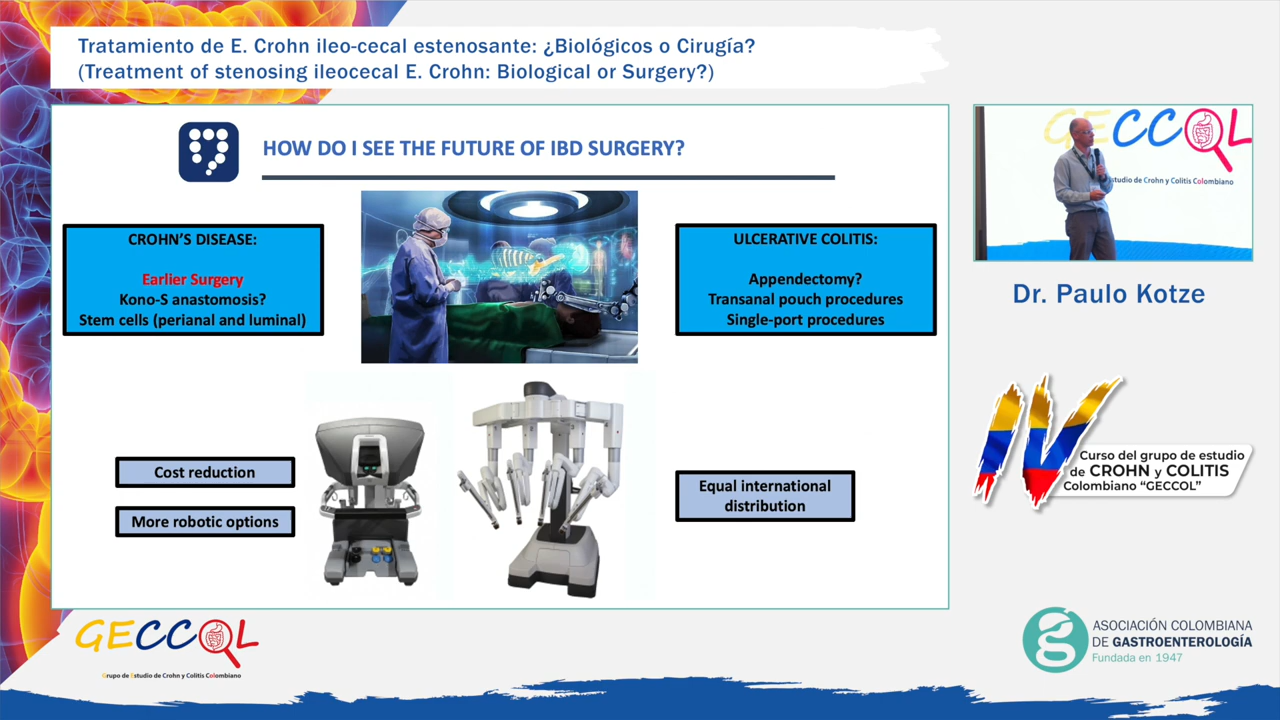 Tratamiento de E. Crohn ileo-cecal estenosante: ¿Biológicos o Cirugía?
(Treatment of stenosing ileocecal E. Crohn: Biological or Surgery?)
HOW DO I SEE THE FUTURE OF IBD SURGERY?
CROHN'S DISEASE:
Earlier Surgery
Kono-S anastomosis?
Stem cells (perianal and luminal)
ULCERATIVE COLITIS:
Appendectomy?
Transanal pouch procedures
Single-port procedures
Cost reduction
More robotic options
Equal international
distribution
GECCOL
studio de Crohn y Colitis Colombiano
Dr. Paulo Kotze
IV
Curso del grupo de estudio
de CROHN y COLITIS
Colombiano "GECCOL"
GECCOL
Grupo de Estudio de Crohn y Colitis Colombiano
ASOCIACIÓN COLOMBIANA
DE GASTROENTEROLOGÍA
Fundada en 1947